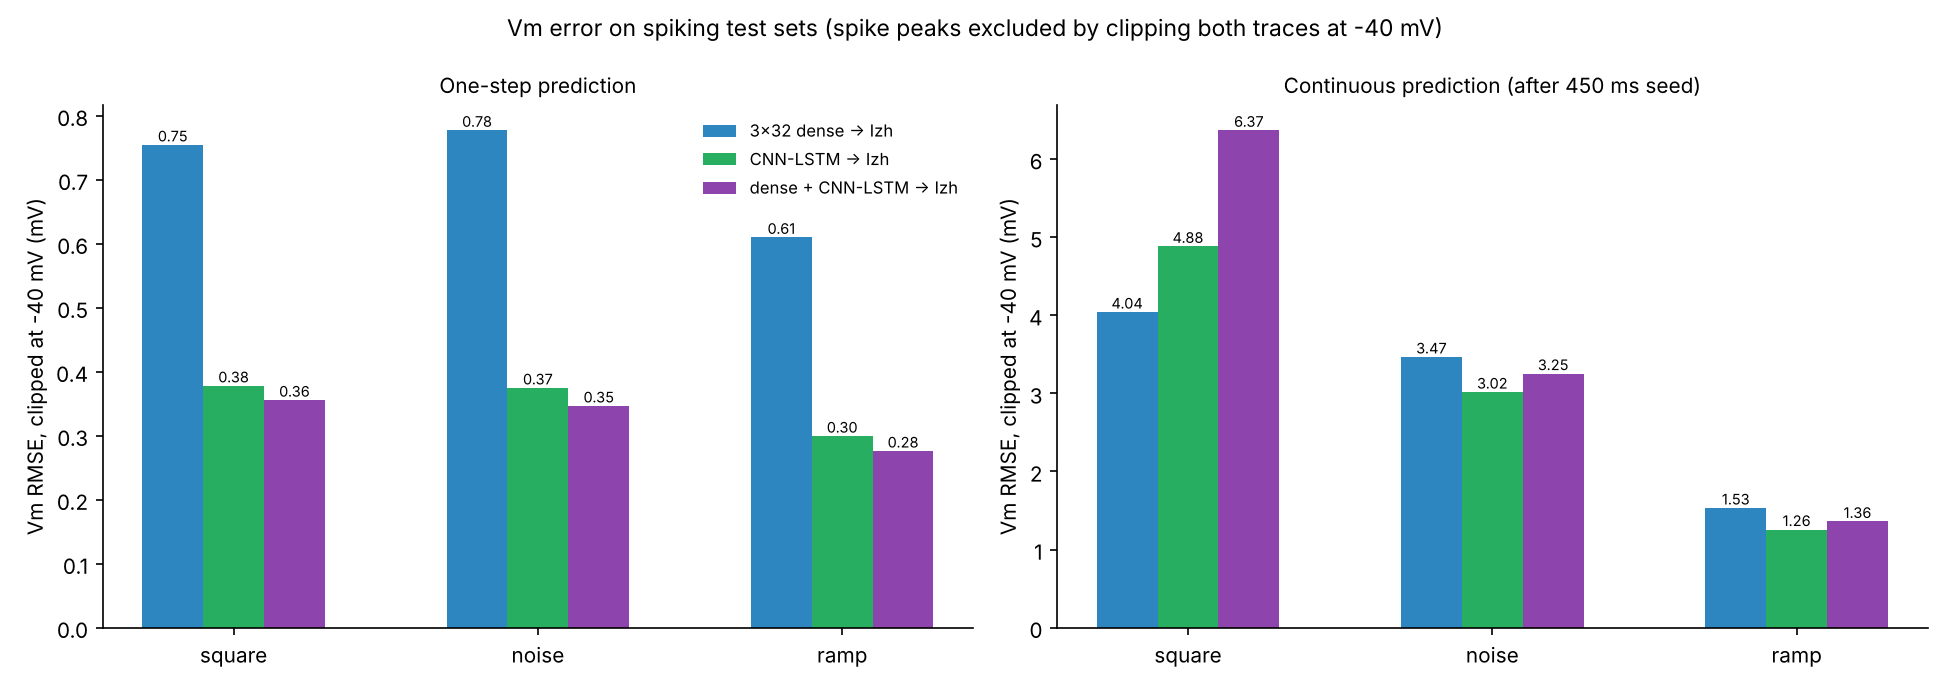 Vm error on spiking test sets (spike peaks excluded by clipping both traces at -40 mV)
One-step prediction
Vm RMSE, clipped at -40 mV (mV)
0.8
0.7
0.6
0.5
0.4
0.3
0.2
0.1
0.0
0.75
0.38
0.36
0.78
0.37
0.35
0.61
0.30
0.28
3×32 dense → Izh
CNN-LSTM → Izh
dense + CNN-LSTM → Izh
square
noise
ramp
Continuous prediction (after 450 ms seed)
Vm RMSE, clipped at -40 mV (mV)
6
5
4
3
2
1
0
4.04
4.88
6.37
3.47
3.02
3.25
1.53
1.26
1.36
square
noise
ramp